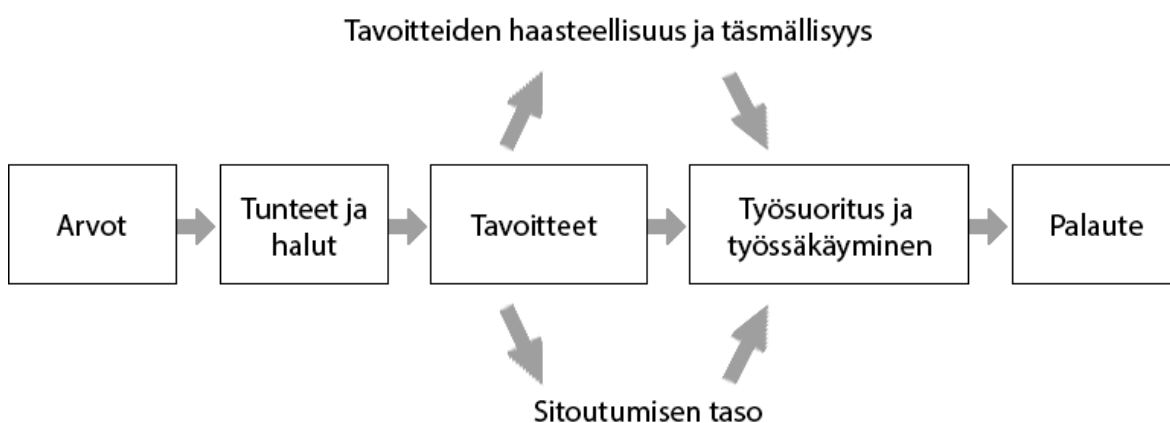 Tavoitteiden haasteellisuus ja täsmällisyys
Arvot
Tunteet ja
halut
Tavoitteet
Työsuoritus ja
työssäkäyminen
Palaute
Sitoutumisen taso